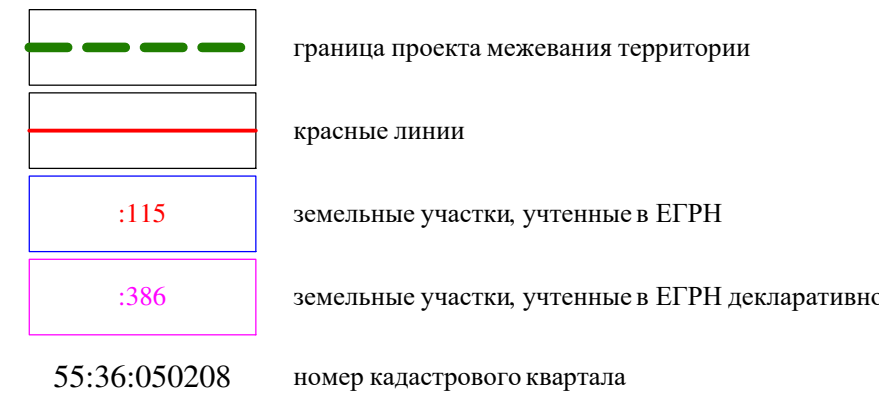 граница проекта межевания территории
красные линии
:115 земельные участки, учтенные в ЕГРН
:386 земельные участки, учтенные в ЕГРН декларативно
55:36:050208 номер кадастрового квартала